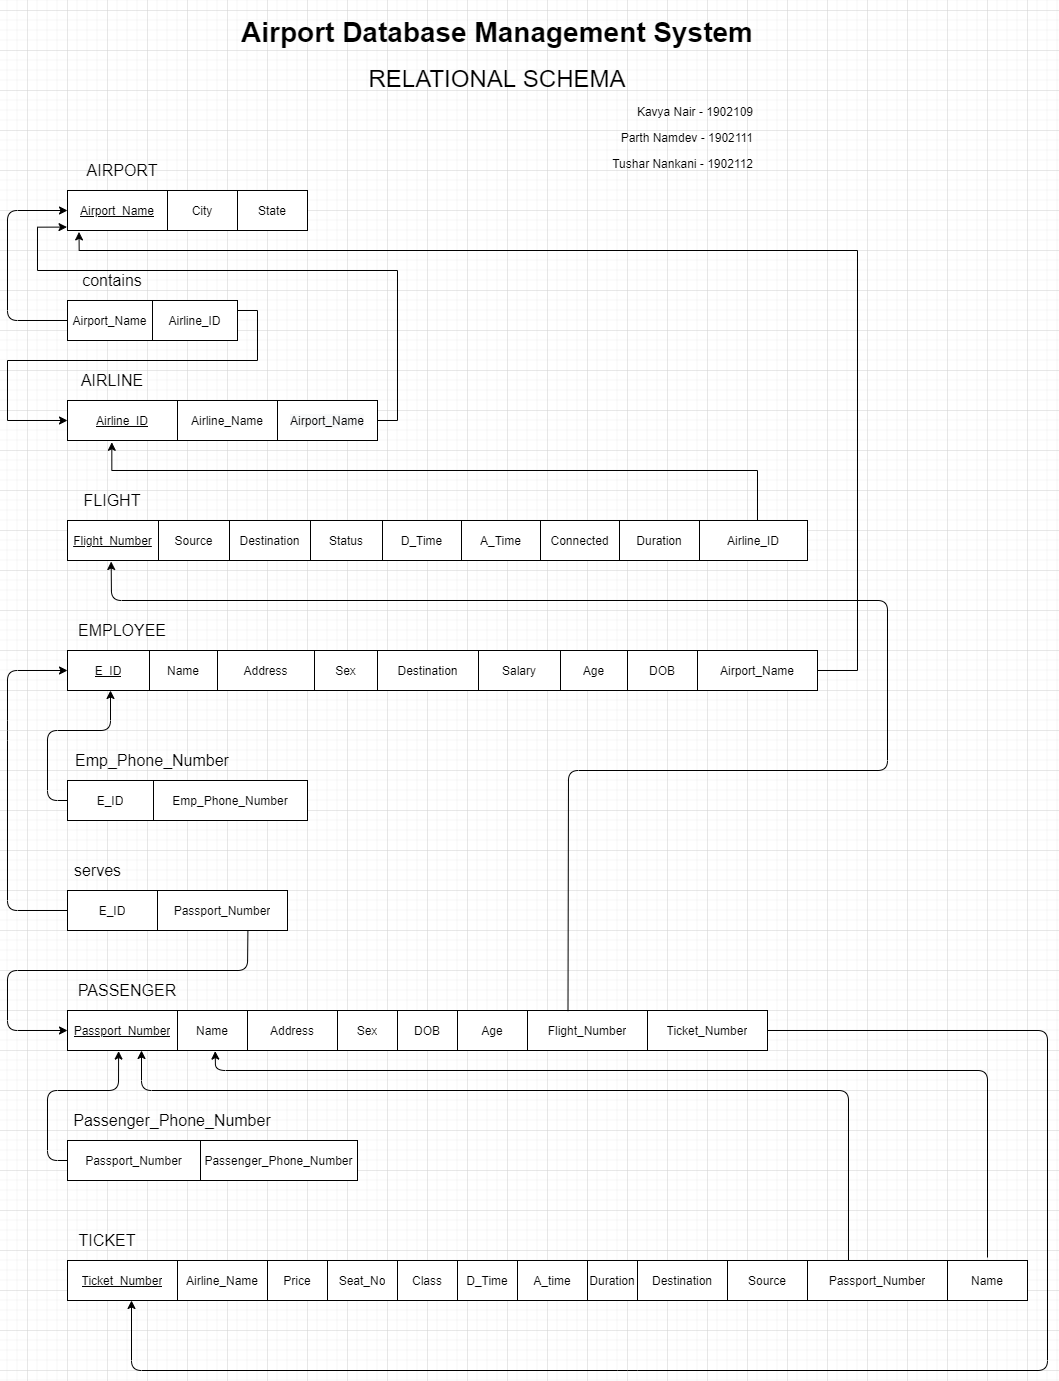 Airport Database Management System
RELATIONAL SCHEMA
Kavya Nair - 1902109
Parth Namdev - 1902111
Tushar Nankani - 1902112
AIRPORT
Airport_Name City State
contains
Airport_Name Airline_ID
AIRLINE
Airline_ID Airline_Name Airport_Name
FLIGHT
Flight_Number Source Destination Status D_Time A_Time Connected Duration Airline_ID
EMPLOYEE
E_ID Name Address Sex Destination Salary Age DOB Airport_Name
Emp_Phone_Number
E_ID Emp_Phone_Number
serves
E_ID Passport_Number
PASSENGER
Passport_Number Name Address Sex DOB Age Flight_Number Ticket_Number
Passenger_Phone_Number
Passport_Number Passenger_Phone_Number
TICKET
Ticket_Number Airline_Name Price Seat_No Class D_Time A_time Duration Destination Source Passport_Number Name